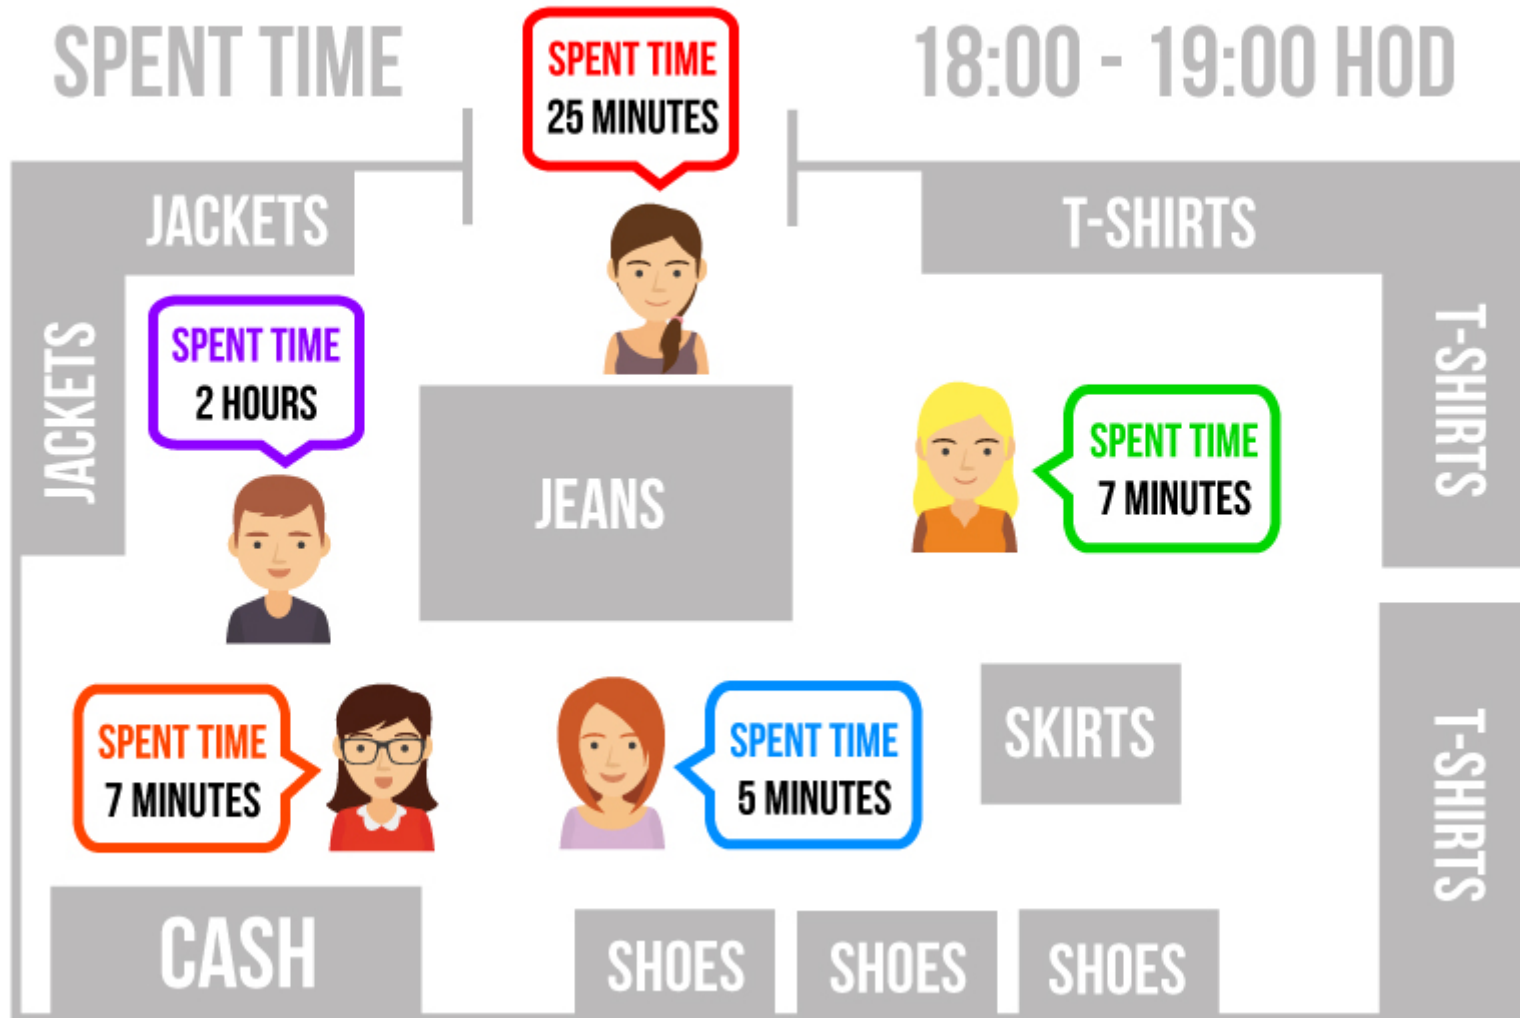 SPENT TIME
18:00 - 19:00 HOD
SPENT TIME
25 MINUTES
JACKETS
T-SHIRTS
JACKETS
SPENT TIME
2 HOURS
T-SHIRTS
SPENT TIME
7 MINUTES
JEANS
SPENT TIME
7 MINUTES
SPENT TIME
5 MINUTES
SKIRTS
T-SHIRTS
CASH
SHOES
SHOES
SHOES